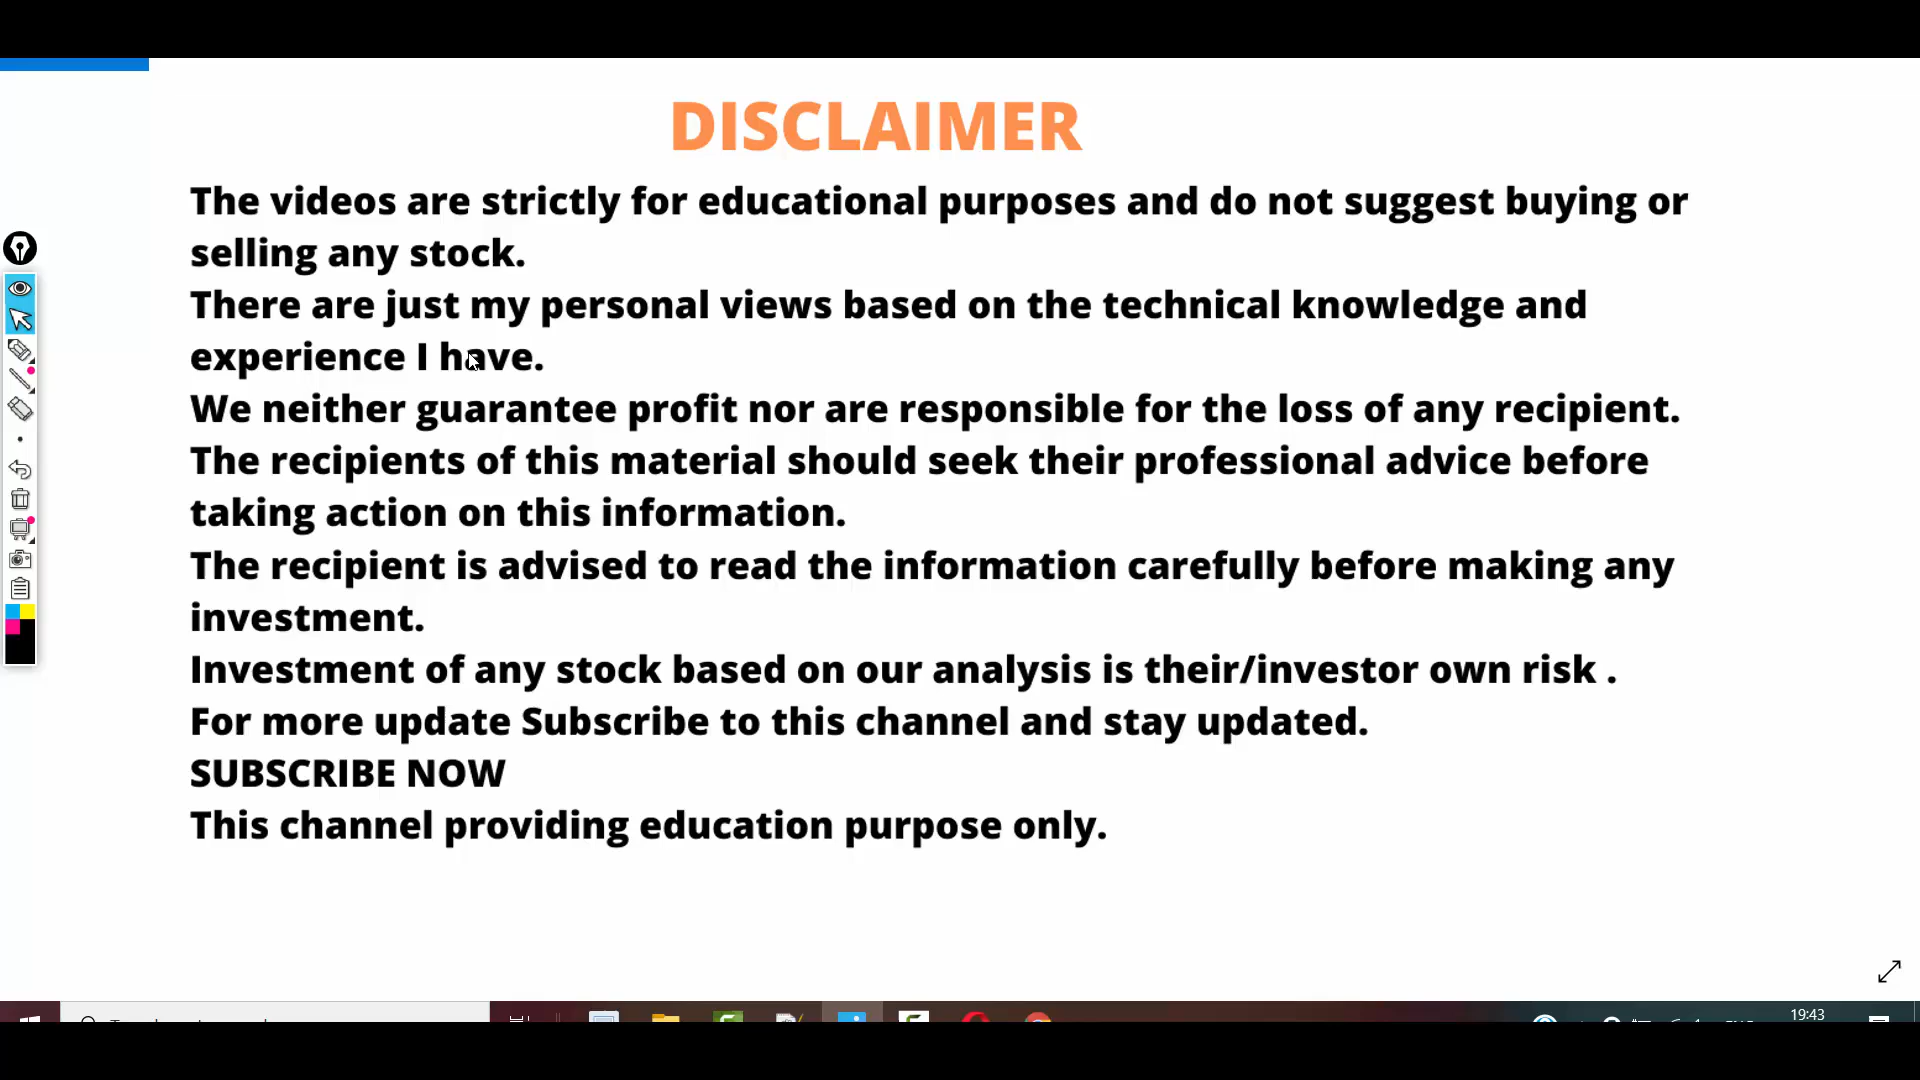 DISCLAIMER
The videos are strictly for educational purposes and do not suggest buying or
selling any stock.
There are just my personal views based on the technical knowledge and
experience I have.
We neither guarantee profit nor are responsible for the loss of any recipient.
The recipients of this material should seek their professional advice before
taking action on this information.
The recipient is advised to read the information carefully before making any
investment.
Investment of any stock based on our analysis is their/investor own risk .
For more update Subscribe to this channel and stay updated.
SUBSCRIBE NOW
This channel providing education purpose only.
19:43